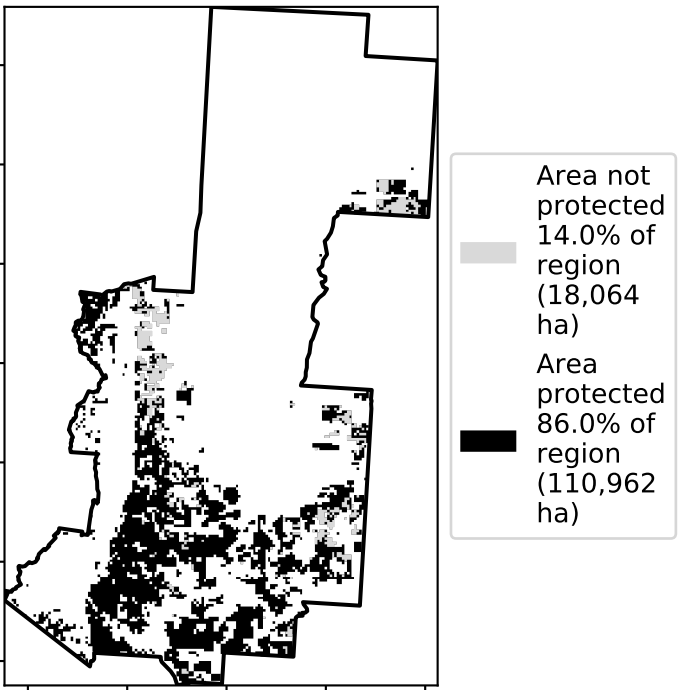 Area not
protected
14.0% of
region
(18,064
ha)
Area
protected
86.0% of
region
(110,962
ha)